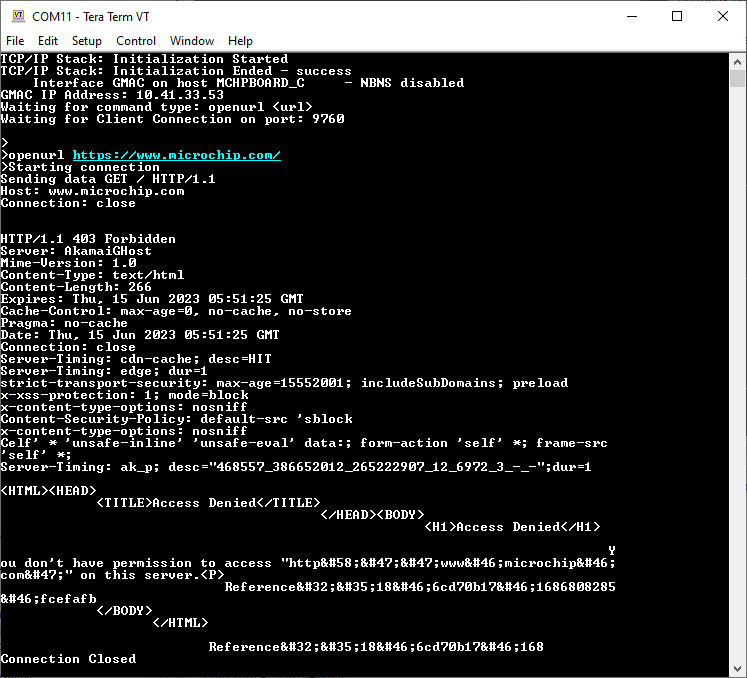 COM11 - Tera Term VT
File Edit Setup Control Window Help
TCP/IP Stack: Initialization Started
TCP/IP Stack: Initialization Ended - success
    Interface GMAC on host MCHPBOARD_C     - NBNS disabled
GMAC IP Address: 10.41.33.53
Waiting for command type: openurl <url>
Waiting for Client Connection on port: 9760
>
>openurl https://www.microchip.com/
>Starting connection
Sending data GET / HTTP/1.1
Host: www.microchip.com
Connection: close
HTTP/1.1 403 Forbidden
Server: AkamaiGHost
Mime-Version: 1.0
Content-Type: text/html
Content-Length: 266
Expires: Thu, 15 Jun 2023 05:51:25 GMT
Cache-Control: max-age=0, no-cache, no-store
Pragma: no-cache
Date: Thu, 15 Jun 2023 05:51:25 GMT
Connection: close
Server-Timing: cdn-cache; desc=HIT
Server-Timing: edge; dur=1
strict-transport-security: max-age=15552001; includeSubDomains; preload
x-xss-protection: 1; mode=block
x-content-type-options: nosniff
Content-Security-Policy: default-src 'sblock
x-content-type-options: nosniff
Celf' * 'unsafe-inline' 'unsafe-eval' data:; form-action 'self' *; frame-src
'self' *;
Server-Timing: ak_p; desc="468557_386652012_265222907_12_6972_3_-_-";dur=1
<HTML><HEAD>
            <TITLE>Access Denied</TITLE>
                                        </HEAD><BODY>
                                                     <H1>Access Denied</H1>
                                                                            Y
ou don't have permission to access "http&#58;&#47;&#47;www&#46;microchip&#46;
com&#47;" on this server.<P>
                            Reference&#32;&#35;18&#46;6cd70b17&#46;1686808285
&#46;fcefafb
            </BODY>
                   </HTML>
                          Reference&#32;&#35;18&#46;6cd70b17&#46;168
Connection Closed